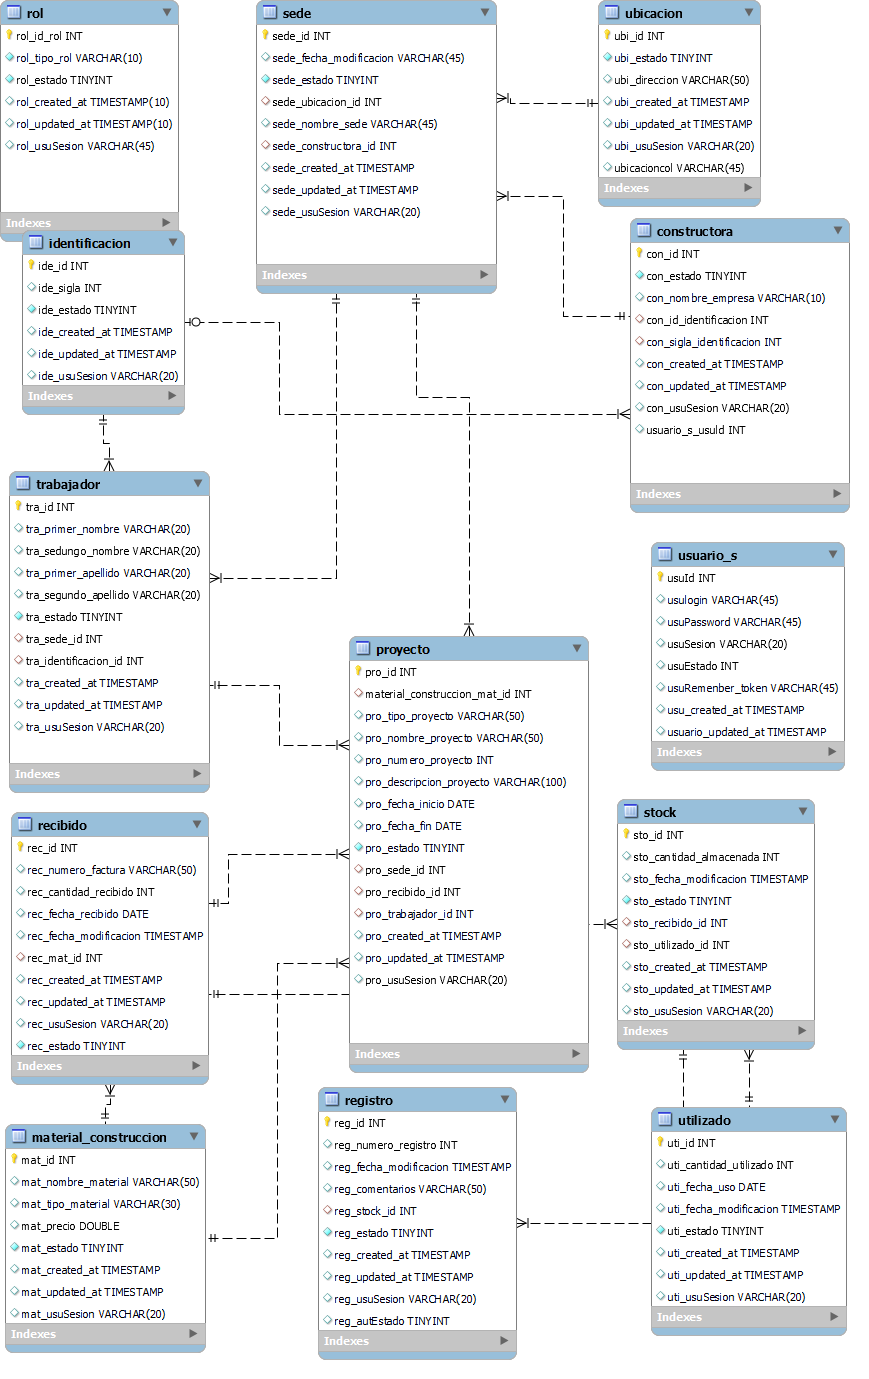 rol
rol_id_rol INT
rol_tipo_rol VARCHAR(10)
rol_estado TINYINT
rol_created_at TIMESTAMP(10)
rol_updated_at TIMESTAMP(10)
rol_usuSesion VARCHAR(45)
Indexes
sede
sede_id INT
sede_fecha_modificacion VARCHAR(45)
sede_estado TINYINT
sede_ubicacion_id INT
sede_nombre_sede VARCHAR(45)
sede_constructora_id INT
sede_created_at TIMESTAMP
sede_updated_at TIMESTAMP
sede_usuSesion VARCHAR(20)
Indexes
ubicacion
ubi_id INT
ubi_estado TINYINT
ubi_direccion VARCHAR(50)
ubi_created_at TIMESTAMP
ubi_updated_at TIMESTAMP
ubi_usuSesion VARCHAR(20)
ubicacioncol VARCHAR(45)
Indexes
identificacion
ide_id INT
ide_sigla INT
ide_estado TINYINT
ide_created_at TIMESTAMP
ide_updated_at TIMESTAMP
ide_usuSesion VARCHAR(20)
Indexes
constructora
con_id INT
con_estado TINYINT
con_nombre_empresa VARCHAR(10)
con_id_identificacion INT
con_sigla_identificacion INT
con_created_at TIMESTAMP
con_updated_at TIMESTAMP
con_usuSesion VARCHAR(20)
usuario_s_usuId INT
Indexes
trabajador
tra_id INT
tra_primer_nombre VARCHAR(20)
tra_sedungo_nombre VARCHAR(20)
tra_primer_apellido VARCHAR(20)
tra_segundo_apellido VARCHAR(20)
tra_estado TINYINT
tra_sede_id INT
tra_identificacion_id INT
tra_created_at TIMESTAMP
tra_updated_at TIMESTAMP
tra_usuSesion VARCHAR(20)
Indexes
usuario_s
usuId INT
usulogin VARCHAR(45)
usuPassword VARCHAR(45)
usuSesion VARCHAR(20)
usuEstado INT
usuRemenber_token VARCHAR(45)
usu_created_at TIMESTAMP
usuario_updated_at TIMESTAMP
Indexes
proyecto
pro_id INT
material_construccion_mat_id INT
pro_tipo_proyecto VARCHAR(50)
pro_nombre_proyecto VARCHAR(50)
pro_numero_proyecto INT
pro_descripcion_proyecto VARCHAR(100)
pro_fecha_inicio DATE
pro_fecha_fin DATE
pro_estado TINYINT
pro_sede_id INT
pro_recibido_id INT
pro_trabajador_id INT
pro_created_at TIMESTAMP
pro_updated_at TIMESTAMP
pro_usuSesion VARCHAR(20)
Indexes
recibido
rec_id INT
rec_numero_factura VARCHAR(50)
rec_cantidad_recibido INT
rec_fecha_recibido DATE
rec_fecha_modificacion TIMESTAMP
rec_mat_id INT
rec_created_at TIMESTAMP
rec_updated_at TIMESTAMP
rec_usuSesion VARCHAR(20)
rec_estado TINYINT
Indexes
stock
sto_id INT
sto_cantidad_almacenada INT
sto_fecha_modificacion TIMESTAMP
sto_estado TINYINT
sto_recibido_id INT
sto_utilizado_id INT
sto_created_at TIMESTAMP
sto_updated_at TIMESTAMP
sto_usuSesion VARCHAR(20)
Indexes
material_construccion
mat_id INT
mat_nombre_material VARCHAR(50)
mat_tipo_material VARCHAR(30)
mat_precio DOUBLE
mat_estado TINYINT
mat_created_at TIMESTAMP
mat_updated_at TIMESTAMP
mat_usuSesion VARCHAR(20)
Indexes
registro
reg_id INT
reg_numero_registro INT
reg_fecha_modificacion TIMESTAMP
reg_comentarios VARCHAR(50)
reg_stock_id INT
reg_estado TINYINT
reg_created_at TIMESTAMP
reg_updated_at TIMESTAMP
reg_usuSesion VARCHAR(20)
reg_autEstado TINYINT
Indexes
utilizado
uti_id INT
uti_cantidad_utilizado INT
uti_fecha_uso DATE
uti_fecha_modificacion TIMESTAMP
uti_estado TINYINT
uti_created_at TIMESTAMP
uti_updated_at TIMESTAMP
uti_usuSesion VARCHAR(20)
Indexes